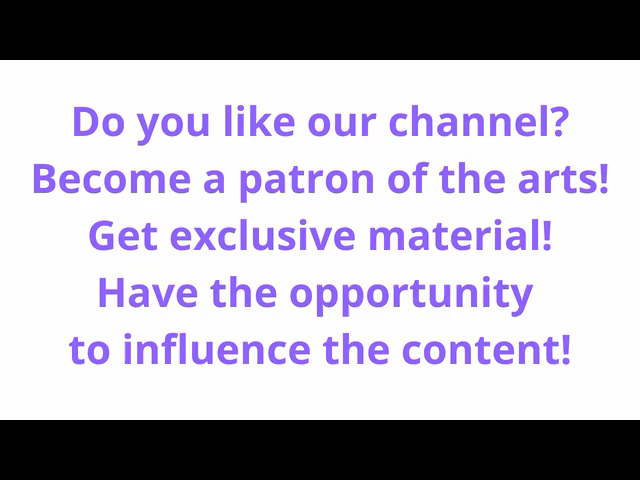 Do you like our channel?
Become a patron of the arts!
Get exclusive material!
Have the opportunity
to influence the content!